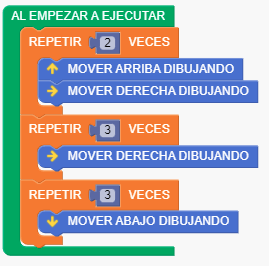 AL EMPEZAR A EJECUTAR
REPETIR 2 VECES
MOVER ARRIBA DIBUJANDO
MOVER DERECHA DIBUJANDO
REPETIR 3 VECES
MOVER DERECHA DIBUJANDO
REPETIR 3 VECES
MOVER ABAJO DIBUJANDO